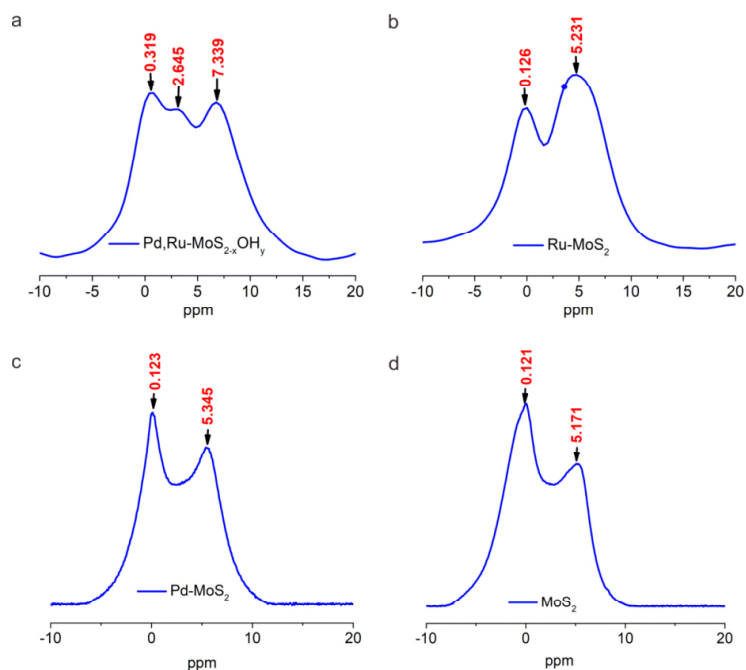 a
0.319
2.645
7.339
Pd,Ru-MoS₂₋ₓOHᵧ
-10 -5 0 5 10 15 20
ppm
b
0.126
5.231
Ru-MoS₂
-10 -5 0 5 10 15 20
ppm
c
0.123
5.345
Pd-MoS₂
-10 0 10 20
ppm
d
0.121
5.171
MoS₂
-10 0 10 20
ppm